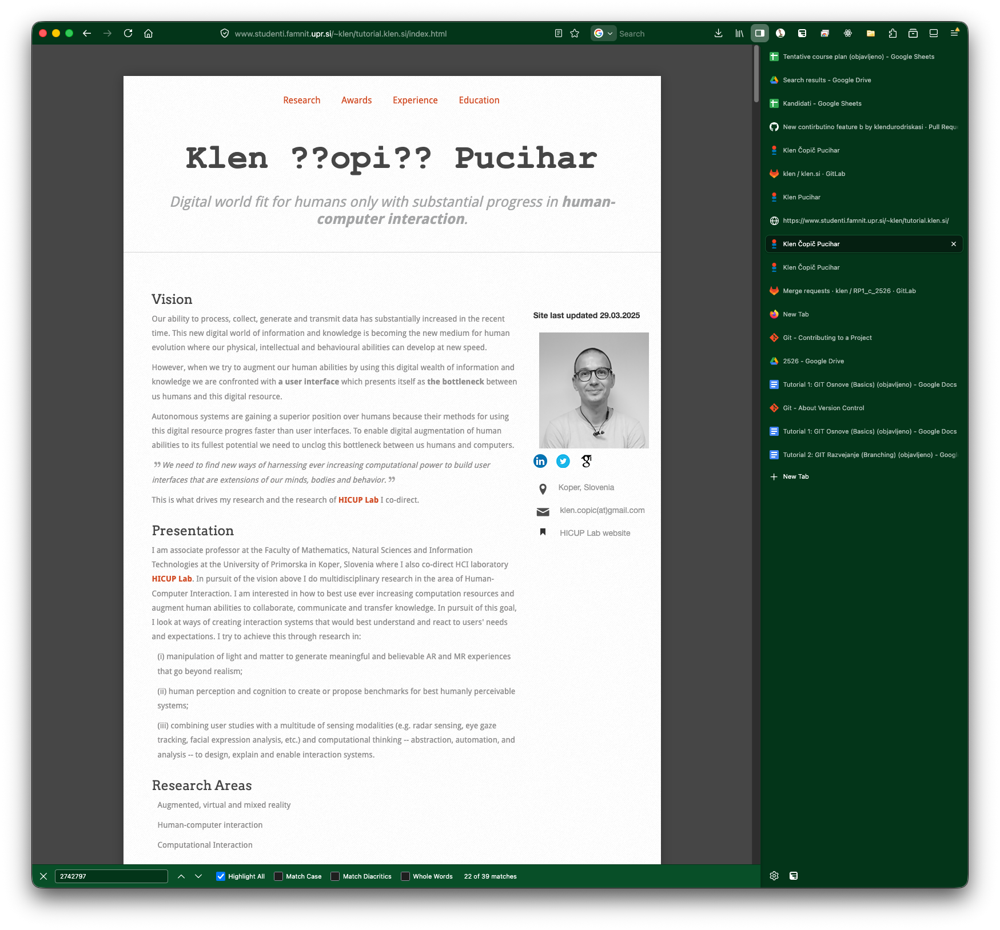 www.studenti.famnit.upr.si/~klen/tutorial.klen.si/index.html
Search
Research Awards Experience Education
Klen ??opi?? Pucihar
Digital world fit for humans only with substantial progress in human-
computer interaction.
Vision
Our ability to process, collect, generate and transmit data has substantially increased in the recent
time. This new digital world of information and knowledge is becoming the new medium for human
evolution where our physical, intellectual and behavioural abilities can develop at new speed.
However, when we try to augment our human abilities by using this digital wealth of information and
knowledge we are confronted with a user interface which presents itself as the bottleneck between
us humans and this digital resource.
Autonomous systems are gaining a superior position over humans because their methods for using
this digital resource progres faster than user interfaces. To enable digital augmentation of human
abilities to its fullest potential we need to unclog this bottleneck between us humans and computers.
” We need to find new ways of harnessing ever increasing computational power to build user
interfaces that are extensions of our minds, bodies and behavior. ”
This is what drives my research and the research of HICUP Lab I co-direct.
Presentation
I am associate professor at the Faculty of Mathematics, Natural Sciences and Information
Technologies at the University of Primorska in Koper, Slovenia where I also co-direct HCI laboratory
HICUP Lab. In pursuit of the vision above I do multidisciplinary research in the area of Human-
Computer Interaction. I am interested in how to best use ever increasing computation resources and
augment human abilities to collaborate, communicate and transfer knowledge. In pursuit of this goal,
I look at ways of creating interaction systems that would best understand and react to users' needs
and expectations. I try to achieve this through research in:
(i) manipulation of light and matter to generate meaningful and believable AR and MR experiences
that go beyond realism;
(ii) human perception and cognition to create or propose benchmarks for best humanly perceivable
systems;
(iii) combining user studies with a multitude of sensing modalities (e.g. radar sensing, eye gaze
tracking, facial expression analysis, etc.) and computational thinking -- abstraction, automation, and
analysis -- to design, explain and enable interaction systems.
Research Areas
Augmented, virtual and mixed reality
Human-computer interaction
Computational Interaction
Site last updated 29.03.2025
Koper, Slovenia
klen.copic(at)gmail.com
HICUP Lab website
Tentative course plan (objavljeno) - Google Sheets
Search results - Google Drive
Kandidati - Google Sheets
New contirbutino feature b by klendurodriskasi · Pull Requ
Klen Čopič Pucihar
klen / klen.si · GitLab
Klen Pucihar
https://www.studenti.famnit.upr.si/~klen/tutorial.klen.si/
Klen Čopič Pucihar
Klen Čopič Pucihar
Merge requests · klen / RP1_c_2526 · GitLab
New Tab
Git - Contributing to a Project
2526 - Google Drive
Tutorial 1: GIT Osnove (Basics) (objavljeno) - Google Docs
Git - About Version Control
Tutorial 1: GIT Osnove (Basics) (objavljeno) - Google Docs
Tutorial 2: GIT Razvejanje (Branching) (objavljeno) - Googl
New Tab
2742797 Highlight All Match Case Match Diacritics Whole Words 22 of 39 matches